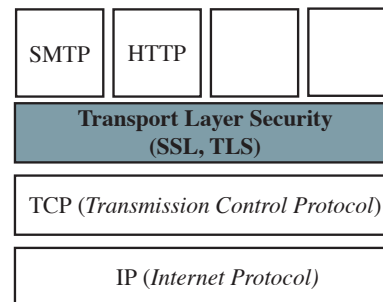 SMTP HTTP
Transport Layer Security
(SSL, TLS)
TCP (Transmission Control Protocol)
IP (Internet Protocol)